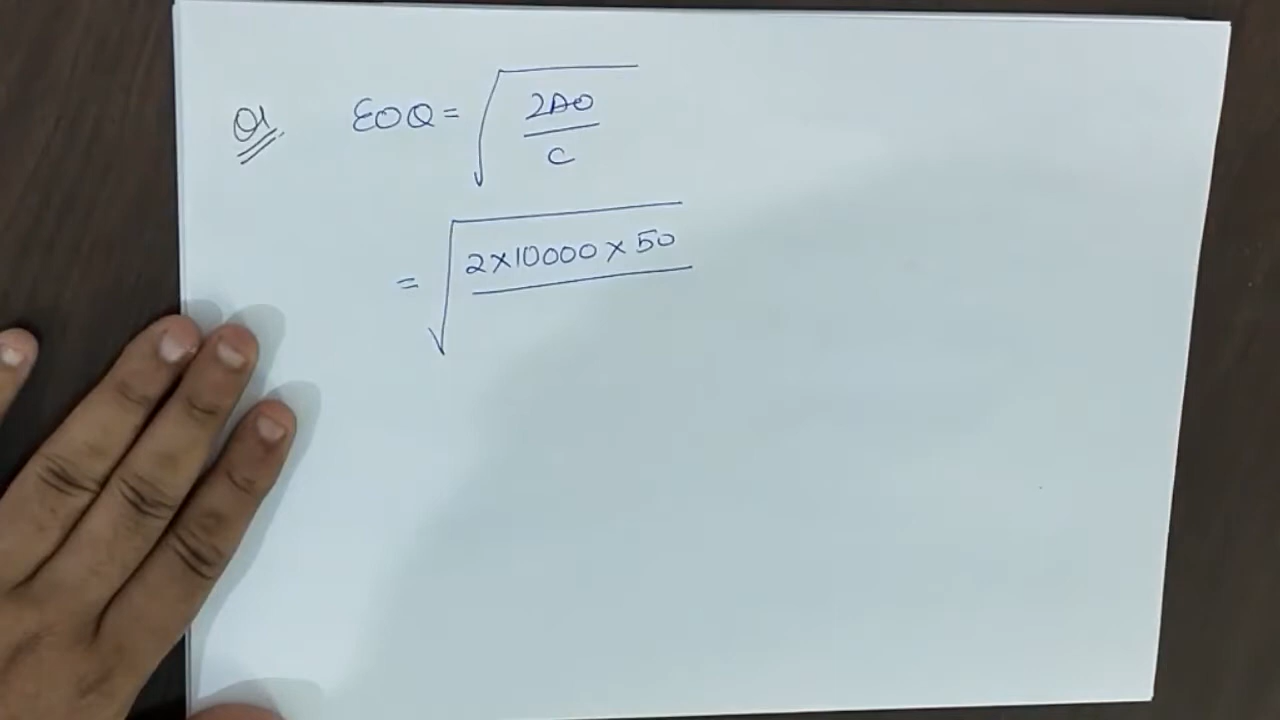 Q1. EOQ = √ 2AO
C
= √ 2×10000×50